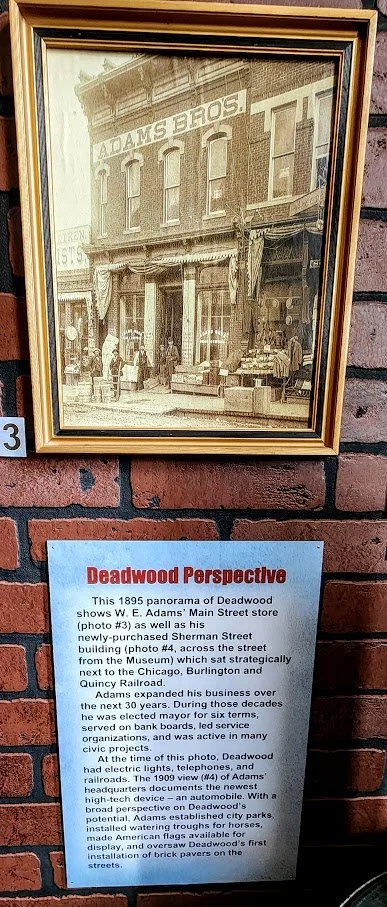 ADAMS BROS.
3
Deadwood Perspective
This 1895 panorama of Deadwood
shows W. E. Adams' Main Street store
(photo #3) as well as his
newly-purchased Sherman Street
building (photo #4, across the street
from the Museum) which sat strategically
next to the Chicago, Burlington and
Quincy Railroad.
Adams expanded his business over
the next 30 years. During those decades
he was elected mayor for six terms,
served on bank boards, led service
organizations, and was active in many
civic projects.
At the time of this photo, Deadwood
had electric lights, telephones, and
railroads. The 1909 view (#4) of Adams'
headquarters documents the newest
high-tech device – an automobile. With a
broad perspective on Deadwood's
potential, Adams established city parks,
installed watering troughs for horses,
made American flags available for
display, and oversaw Deadwood's first
installation of brick pavers on the
streets.